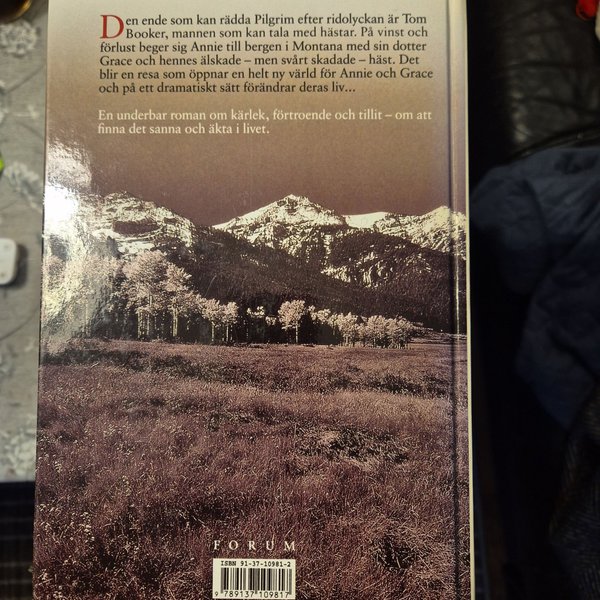 Den ende som kan rädda Pilgrim efter ridolyckan är Tom
Booker, mannen som kan tala med hästar. På vinst och
förlust beger sig Annie till bergen i Montana med sin dotter
Grace och hennes älskade – men svårt skadade – häst. Det
blir en resa som öppnar en helt ny värld för Annie och Grace
och på ett dramatiskt sätt förändrar deras liv...
En underbar roman om kärlek, förtroende och tillit – om att
finna det sanna och äkta i livet.
FORUM
ISBN 91-37-10981-2
9 789137 109817